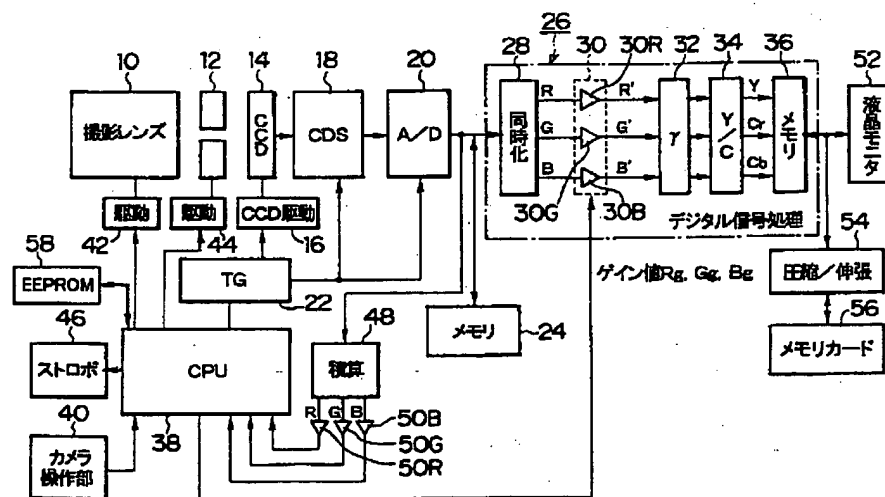 10
12
14
18
20
26
28
30
30R
32
34
36
52
撮影レンズ
CCD
CDS
A/D
同時化
R
G
B
R'
G'
B'
γ
Y/C
Y
Cr
Cb
メモリ
液晶モニタ
30G
30B
デジタル信号処理
駆動
42
駆動
44
CCD駆動
16
58
EEPROM
TG
22
ゲイン値Rg, Gg, Bg
54
圧縮/伸張
46
ストロボ
CPU
38
48
積算
メモリ
24
56
メモリカード
R
G
B
50B
50G
50R
40
カメラ操作部